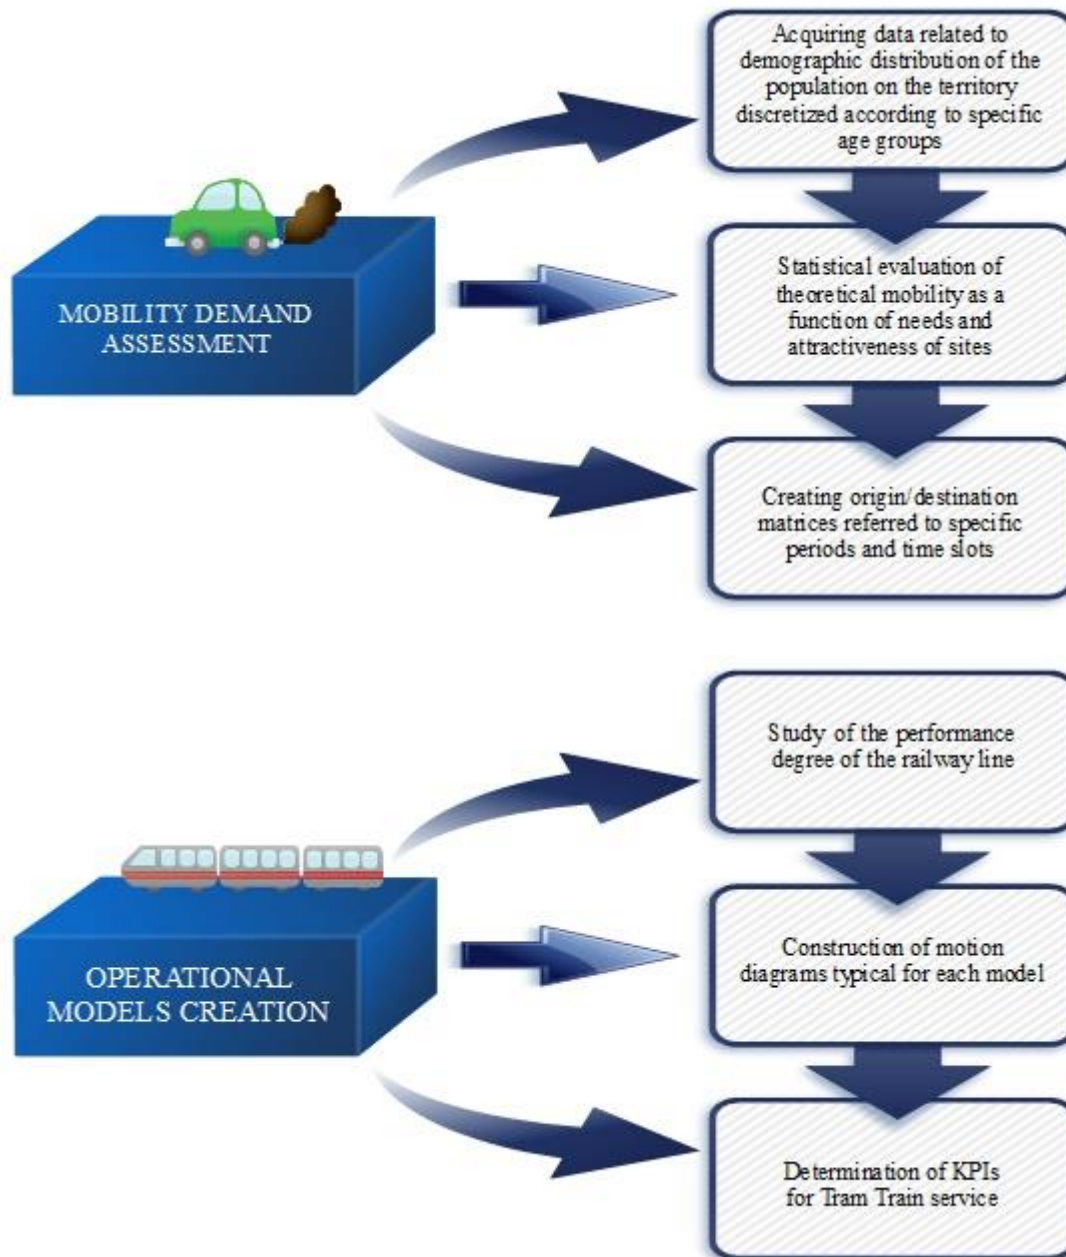 Acquiring data related to
demographic distribution of the
population on the territory
discretized according to specific
age groups
MOBILITY DEMAND
ASSESSMENT
Statistical evaluation of
theoretical mobility as a
function of needs and
attractiveness of sites
Creating origin/destination
matrices referred to specific
periods and time slots
Study of the performance
degree of the railway line
OPERATIONAL
MODELS CREATION
Construction of motion
diagrams typical for each model
Determination of KPIs
for Tram Train service